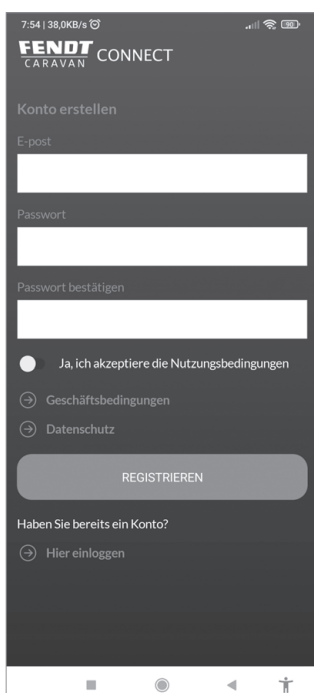 7:54 | 38,0KB/s
90
FENDT
CARAVAN CONNECT
Konto erstellen
E-post
Passwort
Passwort bestätigen
Ja, ich akzeptiere die Nutzungsbedingungen
Geschäftsbedingungen
Datenschutz
REGISTRIEREN
Haben Sie bereits ein Konto?
Hier einloggen